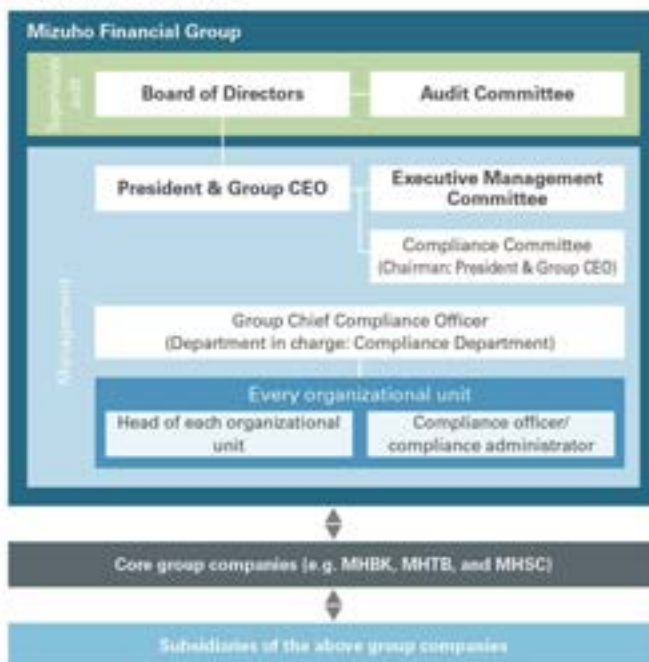 Mizuho Financial Group
Board of Directors
Audit Committee
President & Group CEO
Executive Management
Committee
Compliance Committee
(Chairman: President & Group CEO)
Management
Group Chief Compliance Officer
(Department in charge: Compliance Department)
Every organizational unit
Head of each organizational
unit
Compliance officer/
compliance administrator
Core group companies (e.g. MHBK, MHTB, and MHSC)
Subsidiaries of the above group companies